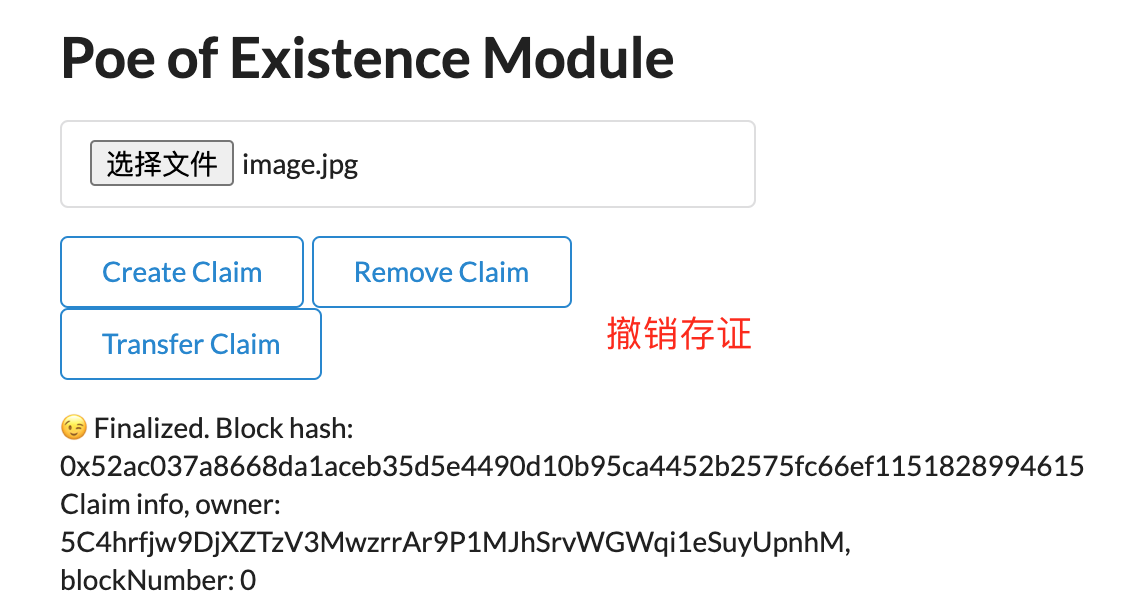 Poe of Existence Module
选择文件 image.jpg
Create Claim Remove Claim
Transfer Claim
撤销存证
😉 Finalized. Block hash:
0x52ac037a8668da1aceb35d5e4490d10b95ca4452b2575fc66ef1151828994615
Claim info, owner:
5C4hrfjw9DjXZTzV3MwzrrAr9P1MJhSrvWGWqi1eSuyUpnhM,
blockNumber: 0